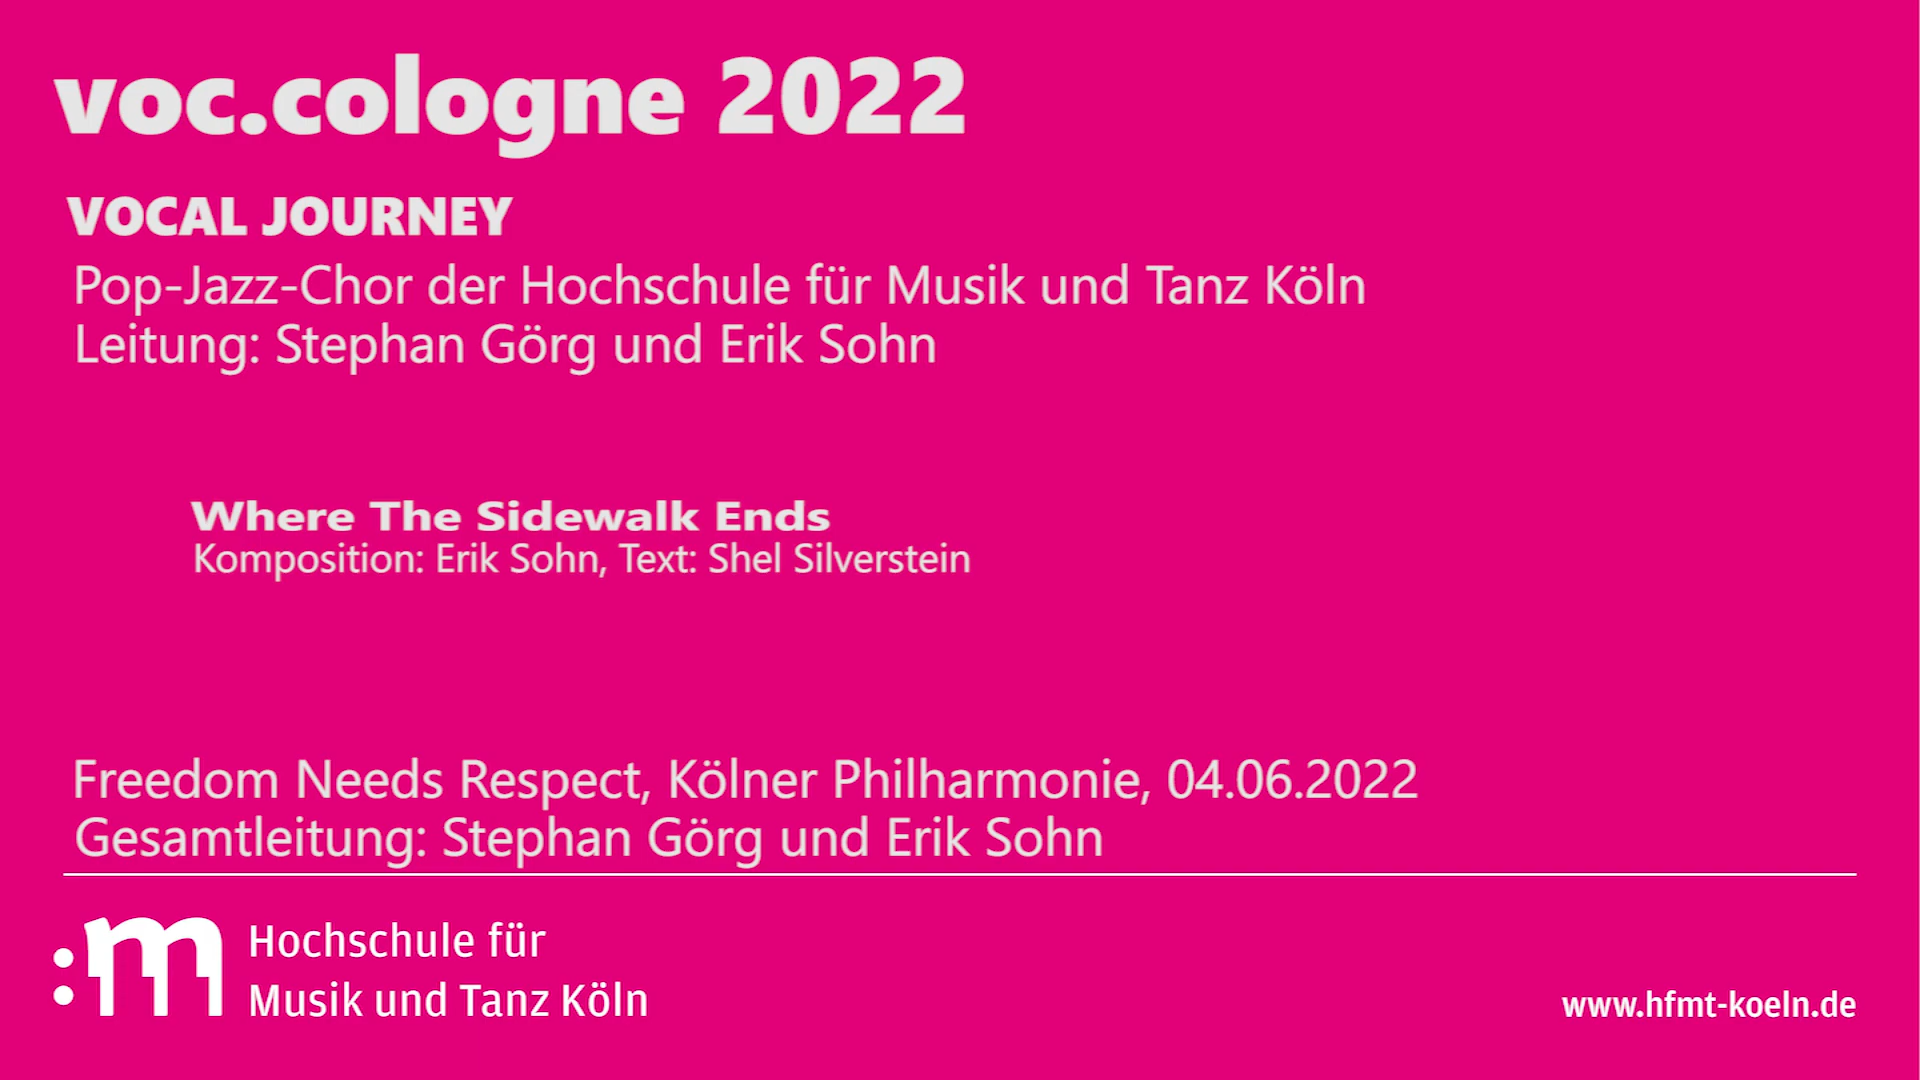 voc.cologne 2022
VOCAL JOURNEY
Pop-Jazz-Chor der Hochschule für Musik und Tanz Köln
Leitung: Stephan Görg und Erik Sohn
Where The Sidewalk Ends
Komposition: Erik Sohn, Text: Shel Silverstein
Freedom Needs Respect, Kölner Philharmonie, 04.06.2022
Gesamtleitung: Stephan Görg und Erik Sohn
:m
Hochschule für
Musik und Tanz Köln
www.hfmt-koeln.de